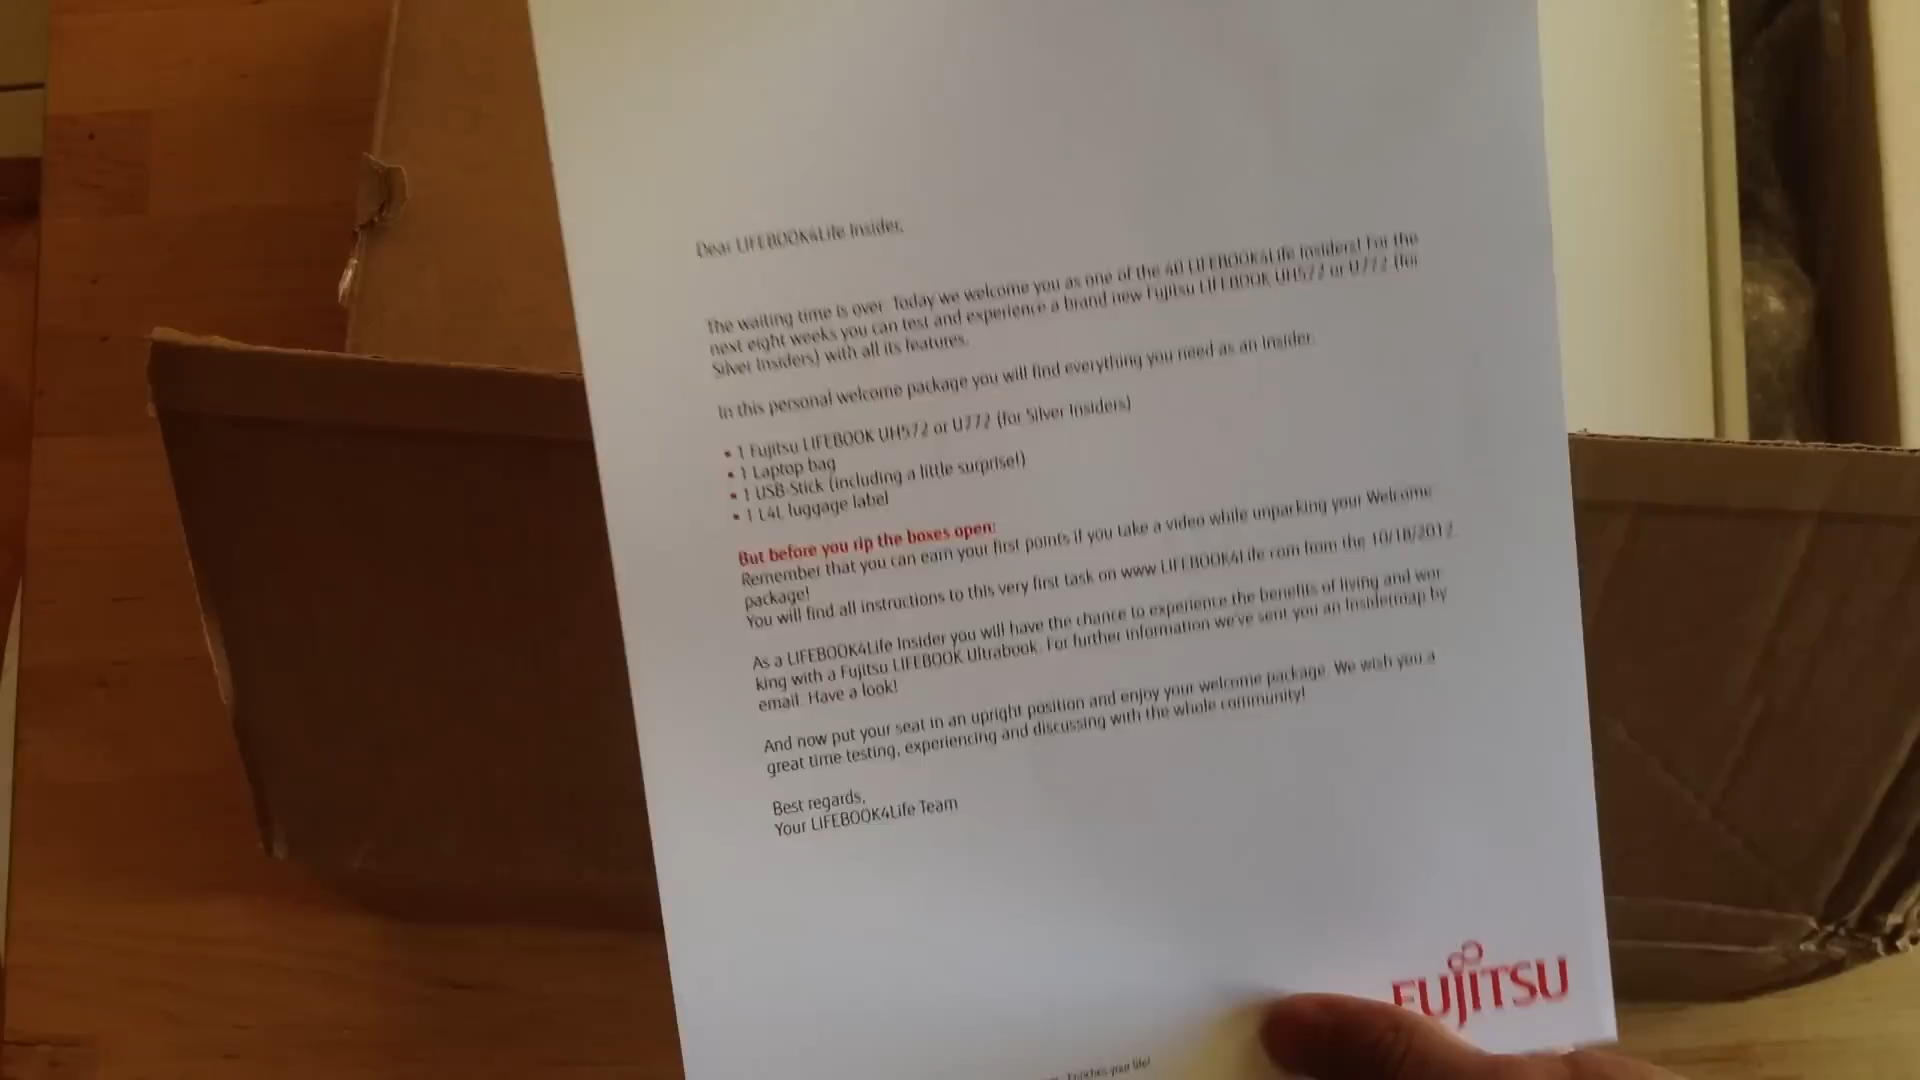 Dear LIFEBOOK4Life Insider,
The waiting time is over. Today we welcome you as one of the 40 LIFEBOOK4Life Insiders! For the
next eight weeks you can test and experience a brand new Fujitsu LIFEBOOK UH572 or U772 (for
Silver Insiders) with all its features.
In this personal welcome package you will find everything you need as an Insider.
• 1 Fujitsu LIFEBOOK UH572 or U772 (for Silver Insiders)
• 1 Laptop bag
• 1 USB-Stick (including a little surprise!)
• 1 L4L luggage label
But before you rip the boxes open:
Remember that you can earn your first points if you take a video while unparking your Welcome
package!
You will find all instructions to this very first task on www.LIFEBOOK4Life.com from the 10/18/2012.
As a LIFEBOOK4Life Insider you will have the chance to experience the benefits of living and wor-
king with a Fujitsu LIFEBOOK Ultrabook. For further information we've sent you an Insidermap by
email. Have a look!
And now put your seat in an upright position and enjoy your welcome package. We wish you a
great time testing, experiencing and discussing with the whole community!
Best regards,
Your LIFEBOOK4Life Team
FUJITSU
Enriches your life!